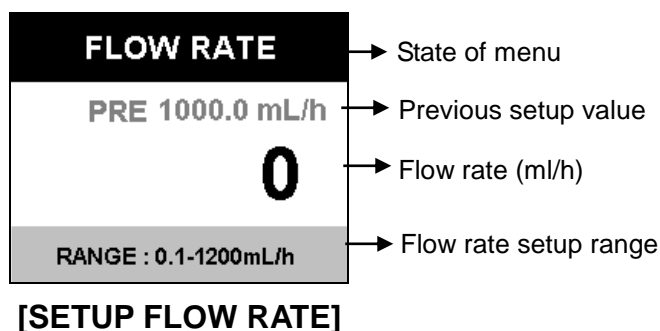 FLOW RATE
State of menu
PRE 1000.0 mL/h
Previous setup value
0
Flow rate (ml/h)
RANGE : 0.1-1200mL/h
Flow rate setup range
[SETUP FLOW RATE]